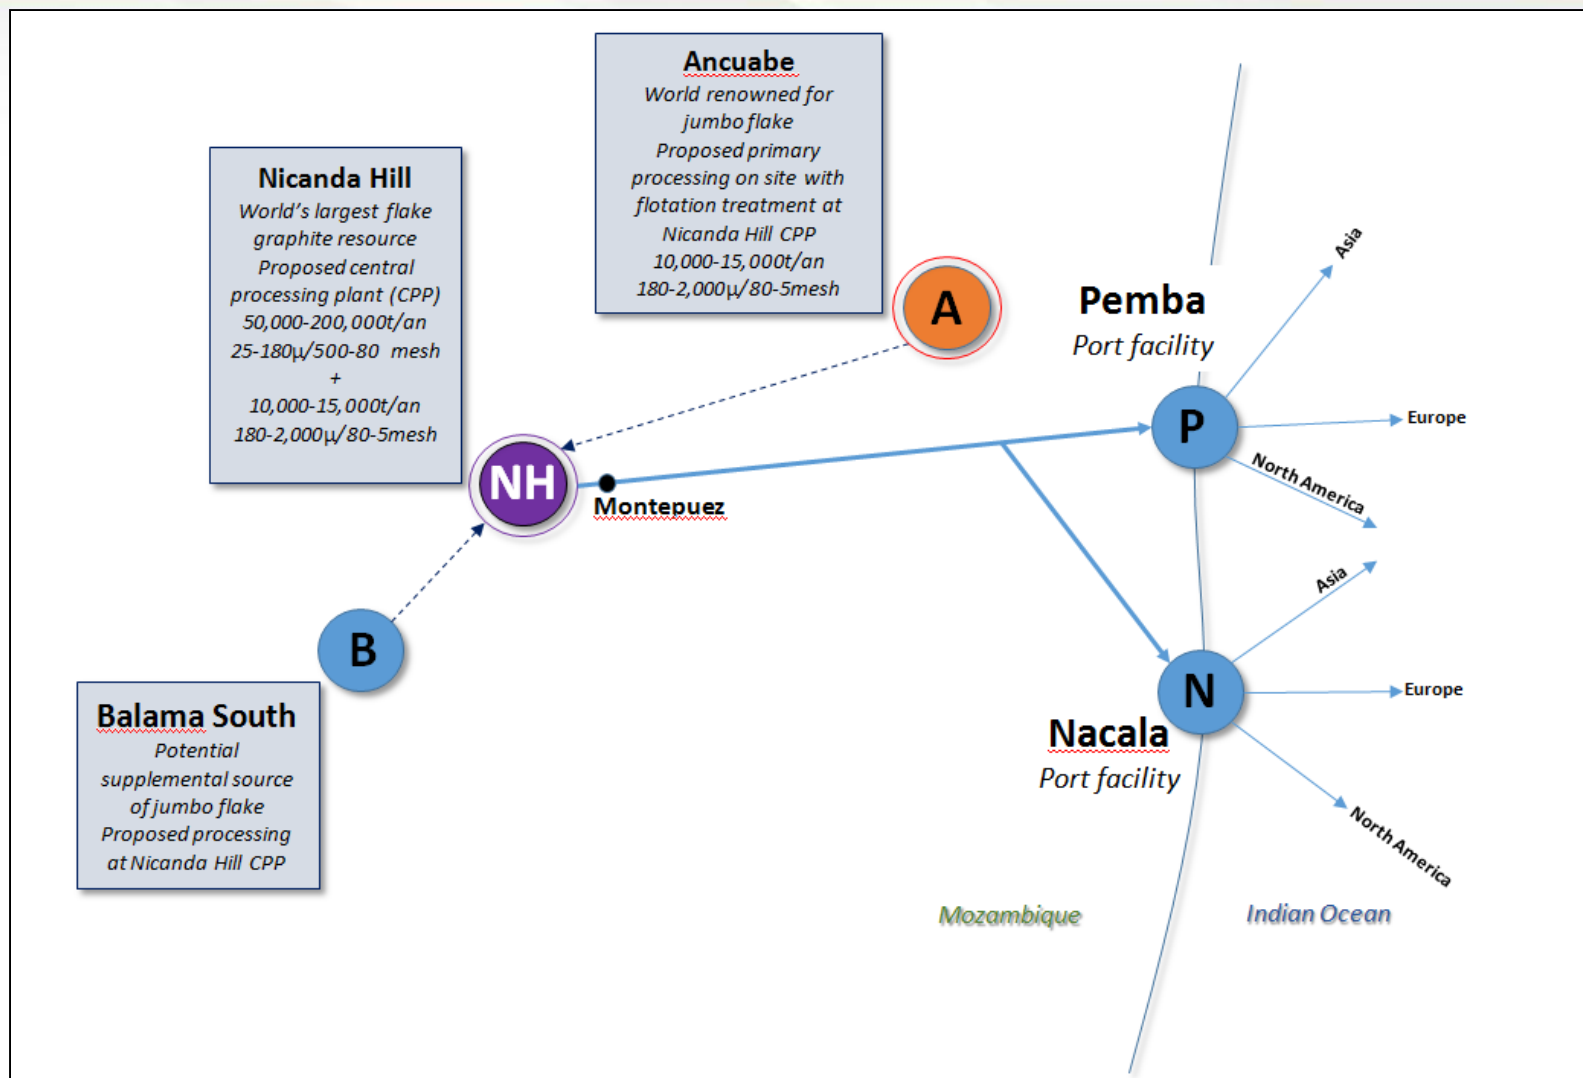 Ancuabe
World renowned for
jumbo flake
Proposed primary
processing on site with
flotation treatment at
Nicanda Hill CPP
10,000-15,000t/an
180-2,000µ/80-5mesh
Nicanda Hill
World's largest flake
graphite resource
Proposed central
processing plant (CPP)
50,000-200,000t/an
25-180µ/500-80 mesh
+
10,000-15,000t/an
180-2,000µ/80-5mesh
A
Pemba
Port facility
P
Asia
Europe
North America
NH
Montepuez
B
Balama South
Potential
supplemental source
of jumbo flake
Proposed processing
at Nicanda Hill CPP
N
Nacala
Port facility
Asia
Europe
North America
Mozambique
Indian Ocean